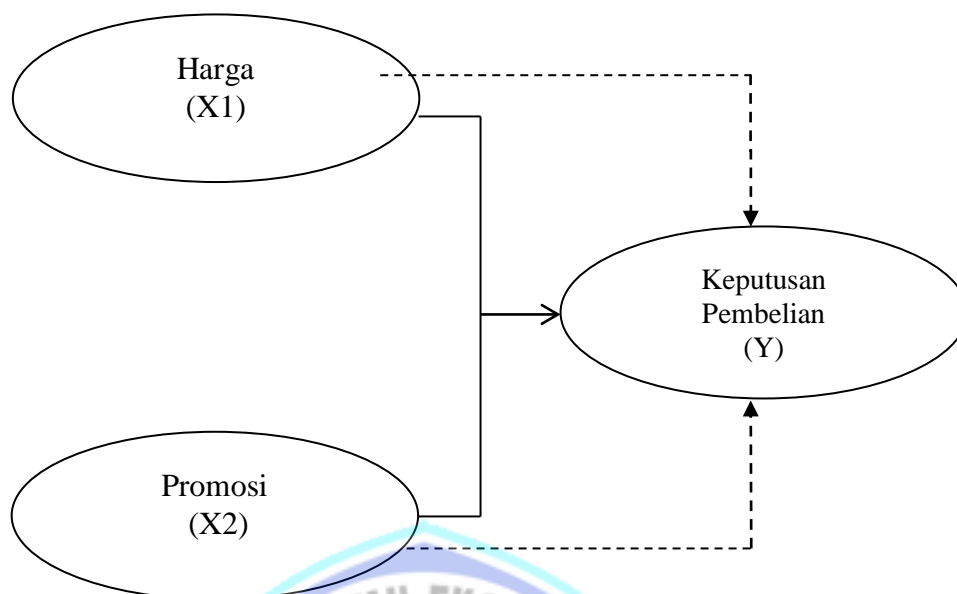 Harga
(X1)
Keputusan
Pembelian
(Y)
Promosi
(X2)